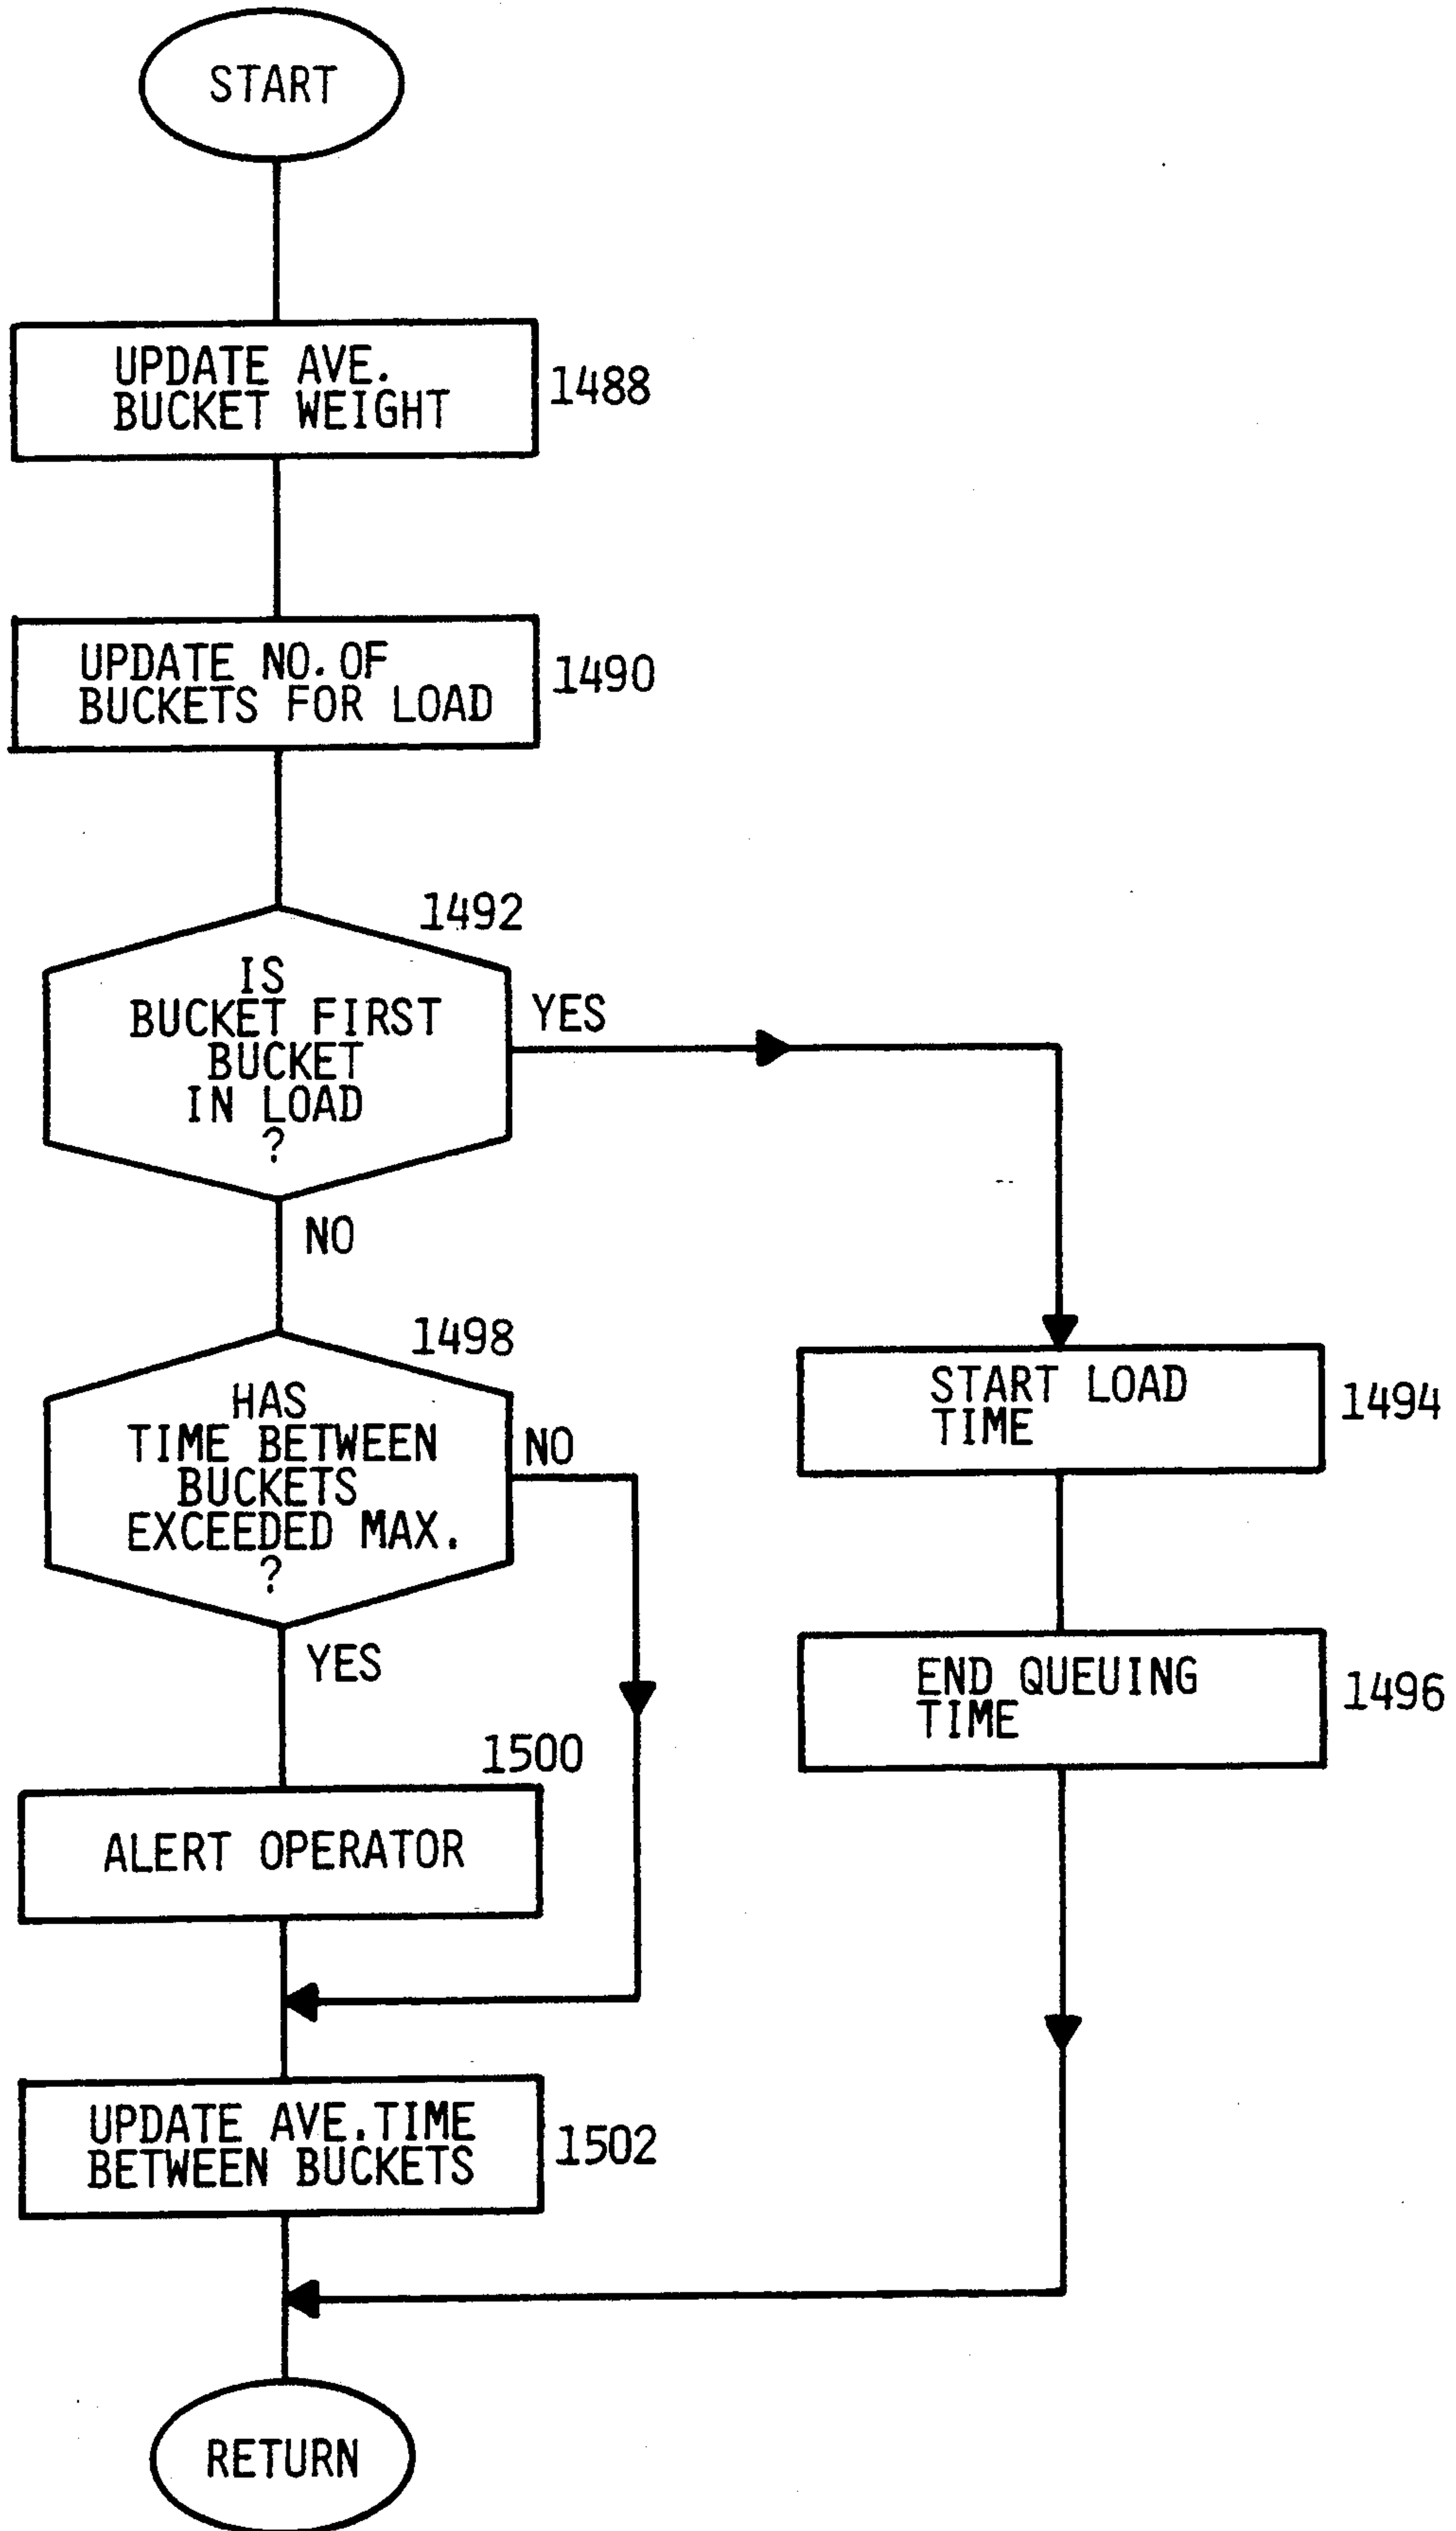 START
UPDATE AVE.
BUCKET WEIGHT
1488
UPDATE NO. OF
BUCKETS FOR LOAD
1490
1492
IS
BUCKET FIRST
BUCKET
IN LOAD
?
YES
NO
1498
HAS
TIME BETWEEN
BUCKETS
EXCEEDED MAX.
?
NO
YES
START LOAD
TIME
1494
END QUEUING
TIME
1496
1500
ALERT OPERATOR
UPDATE AVE. TIME
BETWEEN BUCKETS
1502
RETURN